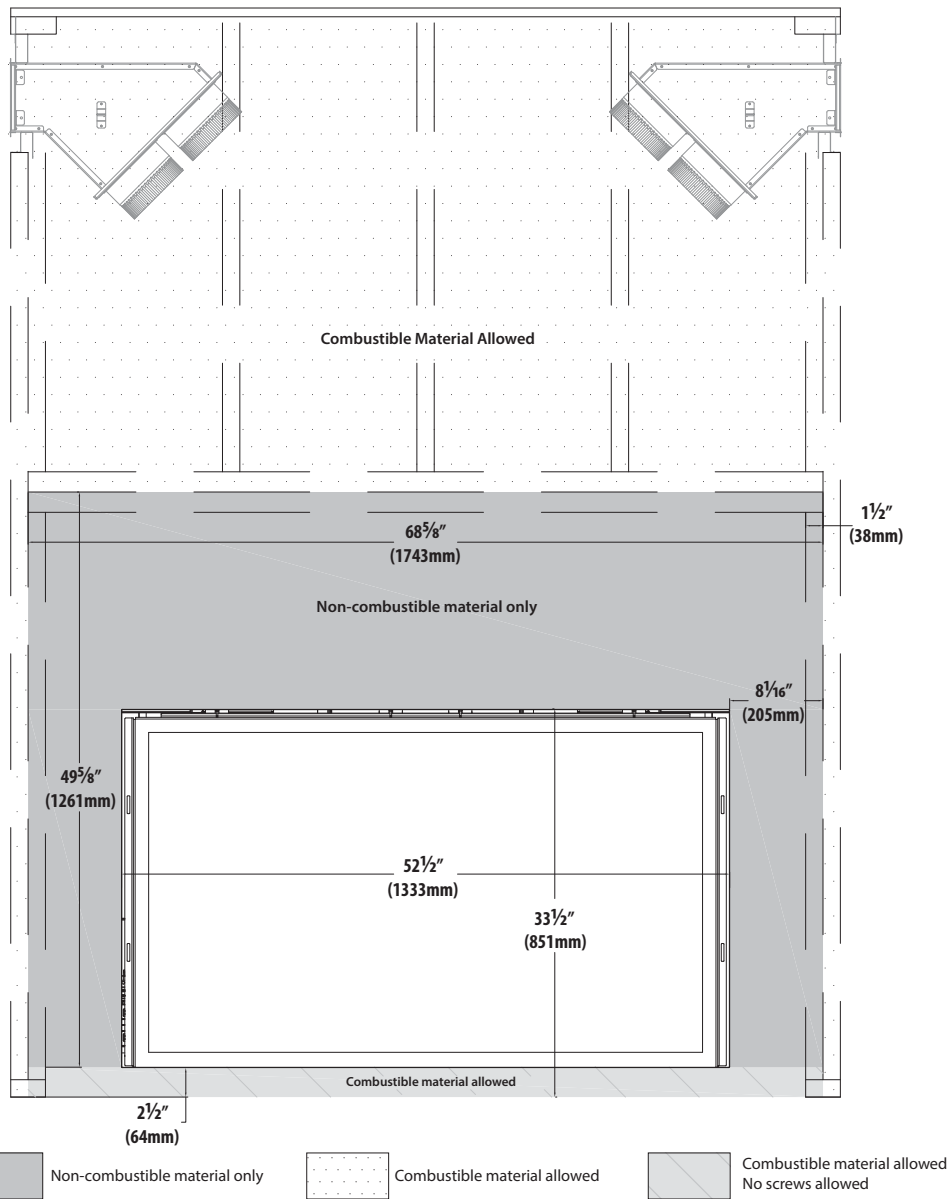 Combustible Material Allowed
1½"
(38mm)
68⅝"
(1743mm)
Non-combustible material only
8¹⁄₁₆"
(205mm)
49⅝"
(1261mm)
52½"
(1333mm)
33½"
(851mm)
Combustible material allowed
2½"
(64mm)
Non-combustible material only
Combustible material allowed
Combustible material allowed
No screws allowed